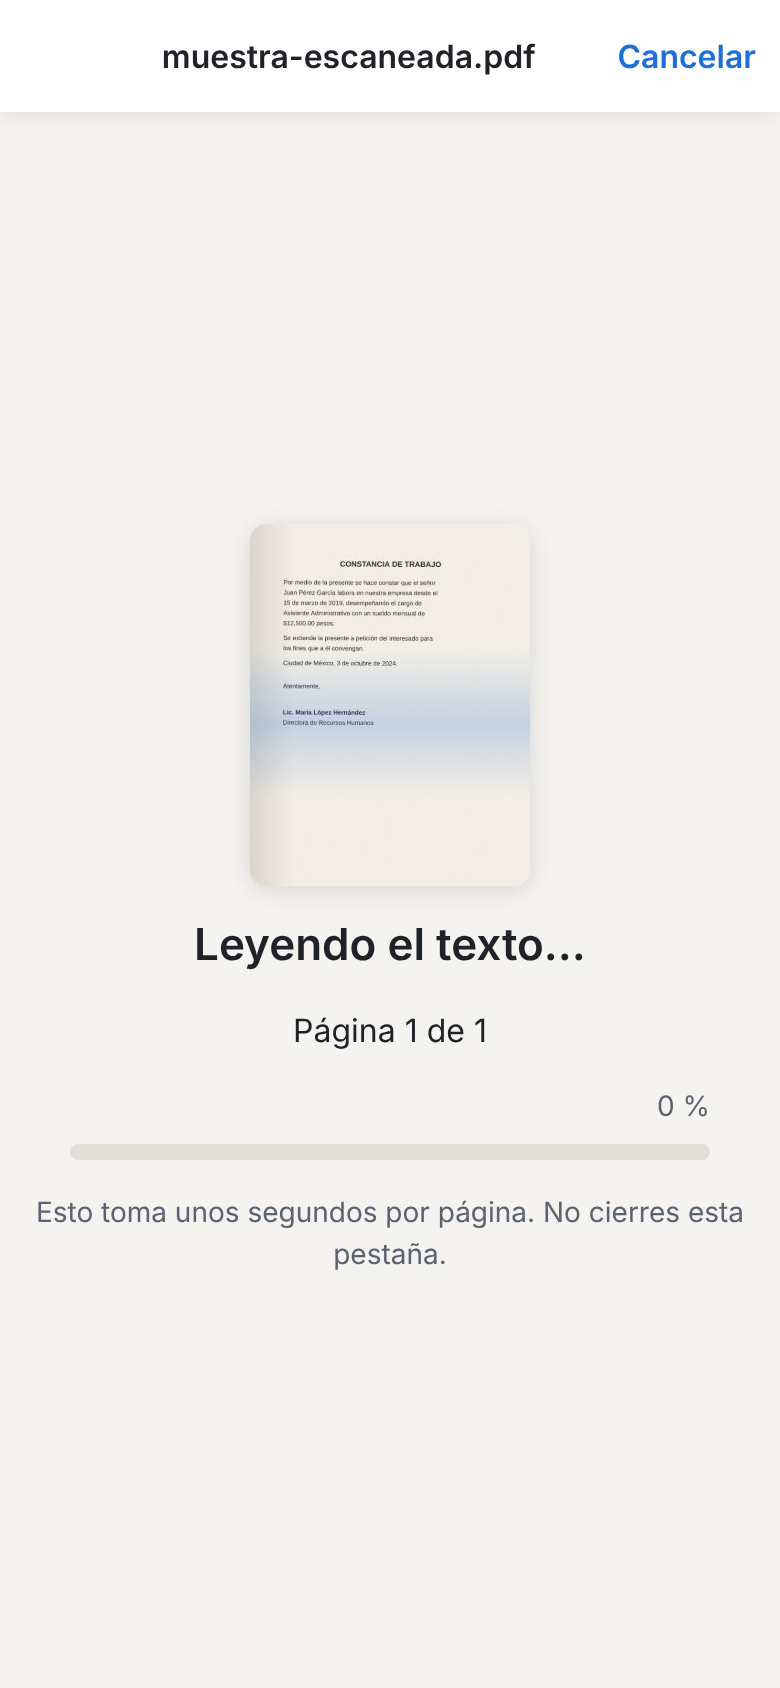 muestra-escaneada.pdf
Cancelar
CONSTANCIA DE TRABAJO
Por medio de la presente se hace constar que el señor
Juan Pérez García labora en nuestra empresa desde el
15 de marzo de 2019, desempeñando el cargo de
Asistente Administrativo con un sueldo mensual de
$12,500.00 pesos.
Se extiende la presente a petición del interesado para
los fines que a él convengan.
Ciudad de México, 3 de octubre de 2024.
Atentamente,
Lic. María López Hernández
Directora de Recursos Humanos
Leyendo el texto...
Página 1 de 1
0 %
Esto toma unos segundos por página. No cierres esta
pestaña.